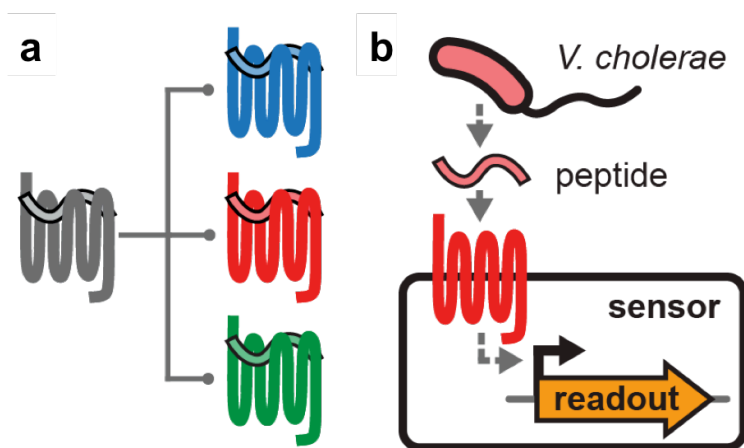 a
b
V. cholerae
peptide
sensor
readout